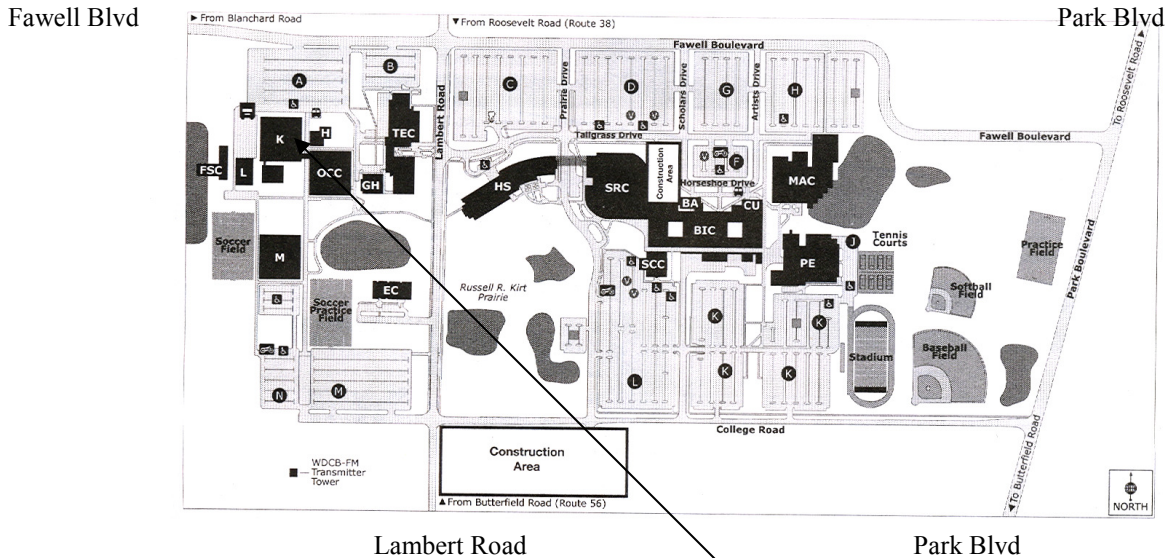 Fawell Blvd
Park Blvd
From Blanchard Road
From Roosevelt Road (Route 38)
Fawell Boulevard
To Roosevelt Road
A
B
C
D
G
H
Lambert Road
Prairie Drive
Scholars Drive
Artists Drive
Tallgrass Drive
Fawell Boulevard
K
H
TEC
FSC
L
OCC
GH
HS
SRC
Construction
Area
V
V
V
F
Horseshoe Drive
MAC
BA
CU
BIC
Soccer
Field
M
SCC
V
V
PE
J
Tennis
Courts
Practice
Field
Park Boulevard
EC
Russell R. Kirt
Prairie
Softball
Field
Soccer
Practice
Field
K
K
Stadium
Baseball
Field
N
M
L
K
K
College Road
Construction
Area
WDCB-FM
Transmitter
Tower
From Butterfield Road (Route 56)
To Butterfield Road
NORTH
Lambert Road
Park Blvd